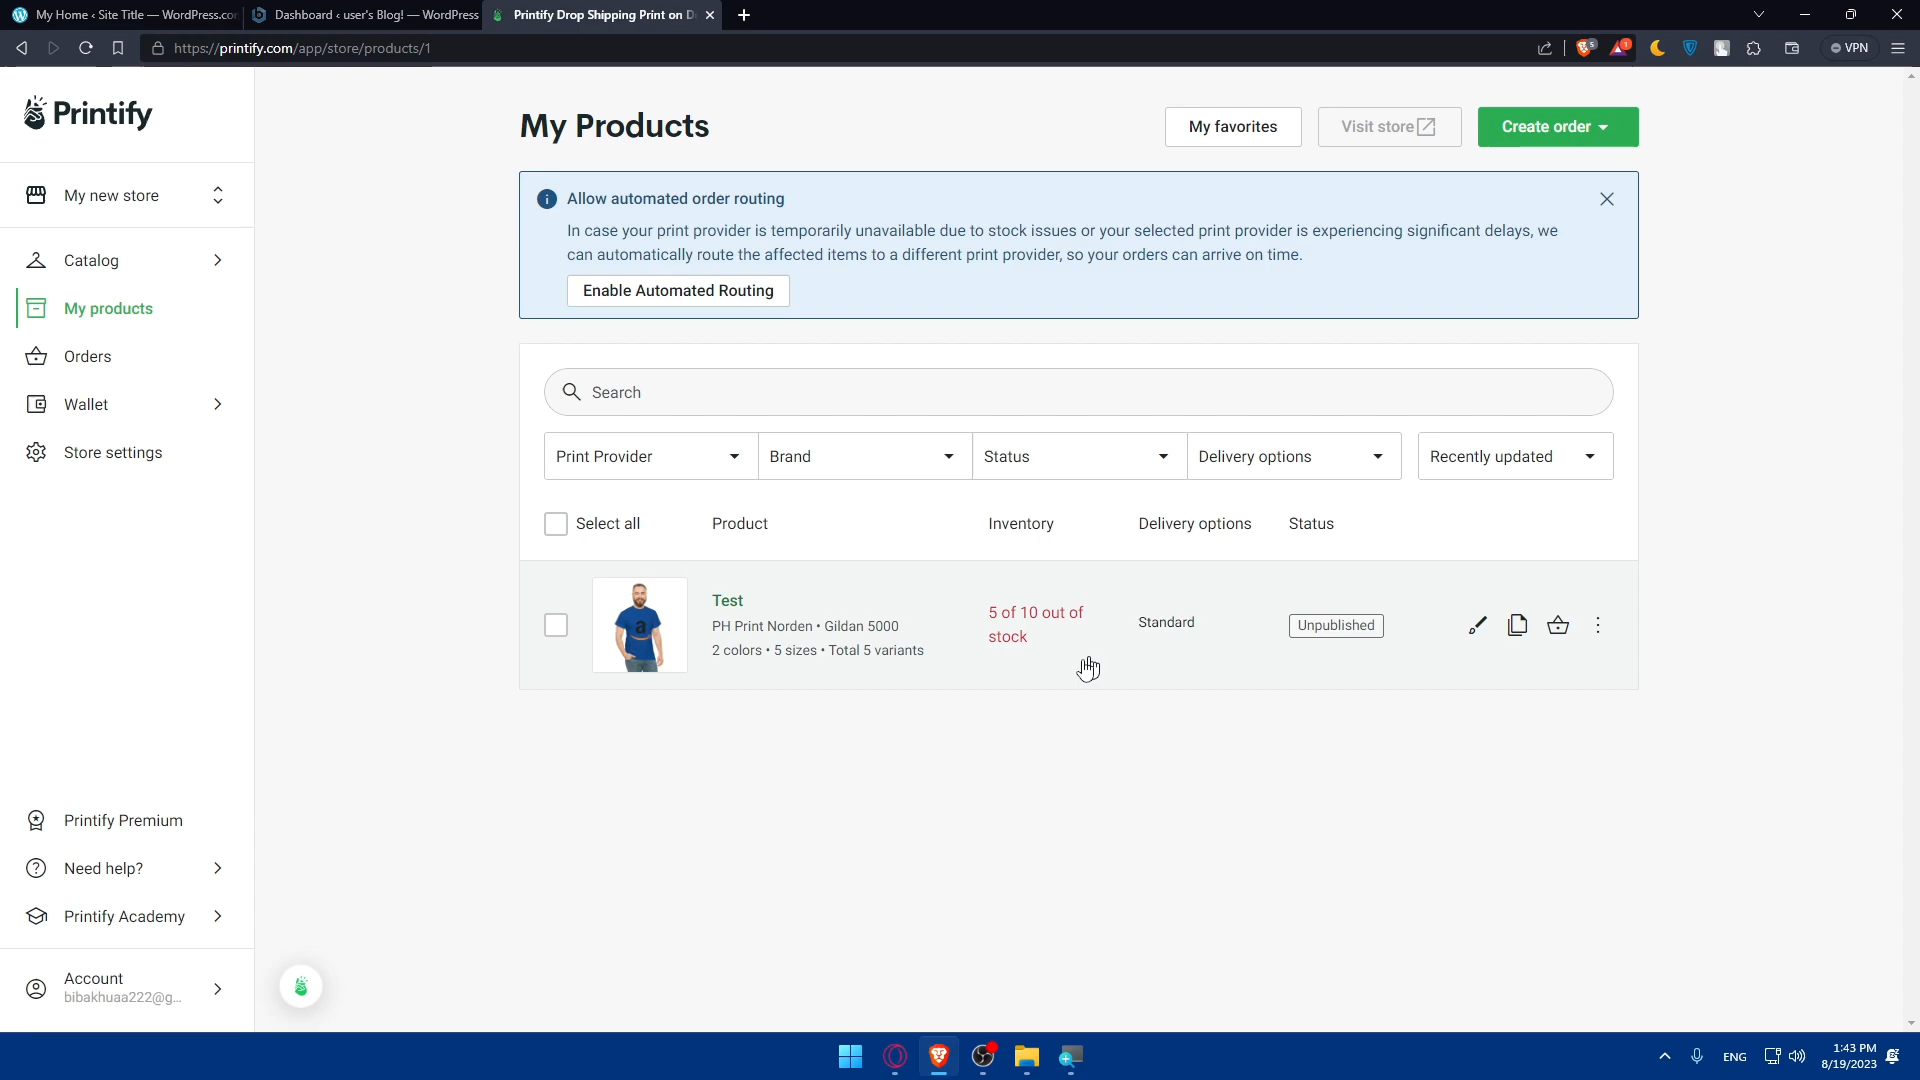 My Home ‹ Site Title — WordPress.con
Dashboard ‹ user's Blog! — WordPress
Printify Drop Shipping Print on D
https://printify.com/app/store/products/1
5
1
VPN
Printify
My new store
Catalog
My products
Orders
Wallet
Store settings
Printify Premium
Need help?
Printify Academy
Account
bibakhuaa222@g...
My Products
My favorites
Visit store
Create order
Allow automated order routing
In case your print provider is temporarily unavailable due to stock issues or your selected print provider is experiencing significant delays, we
can automatically route the affected items to a different print provider, so your orders can arrive on time.
Enable Automated Routing
Search
Print Provider
Brand
Status
Delivery options
Recently updated
Select all
Product
Inventory
Delivery options
Status
a
Test
PH Print Norden • Gildan 5000
2 colors • 5 sizes • Total 5 variants
5 of 10 out of
stock
Standard
Unpublished
ENG
1:43 PM
8/19/2023